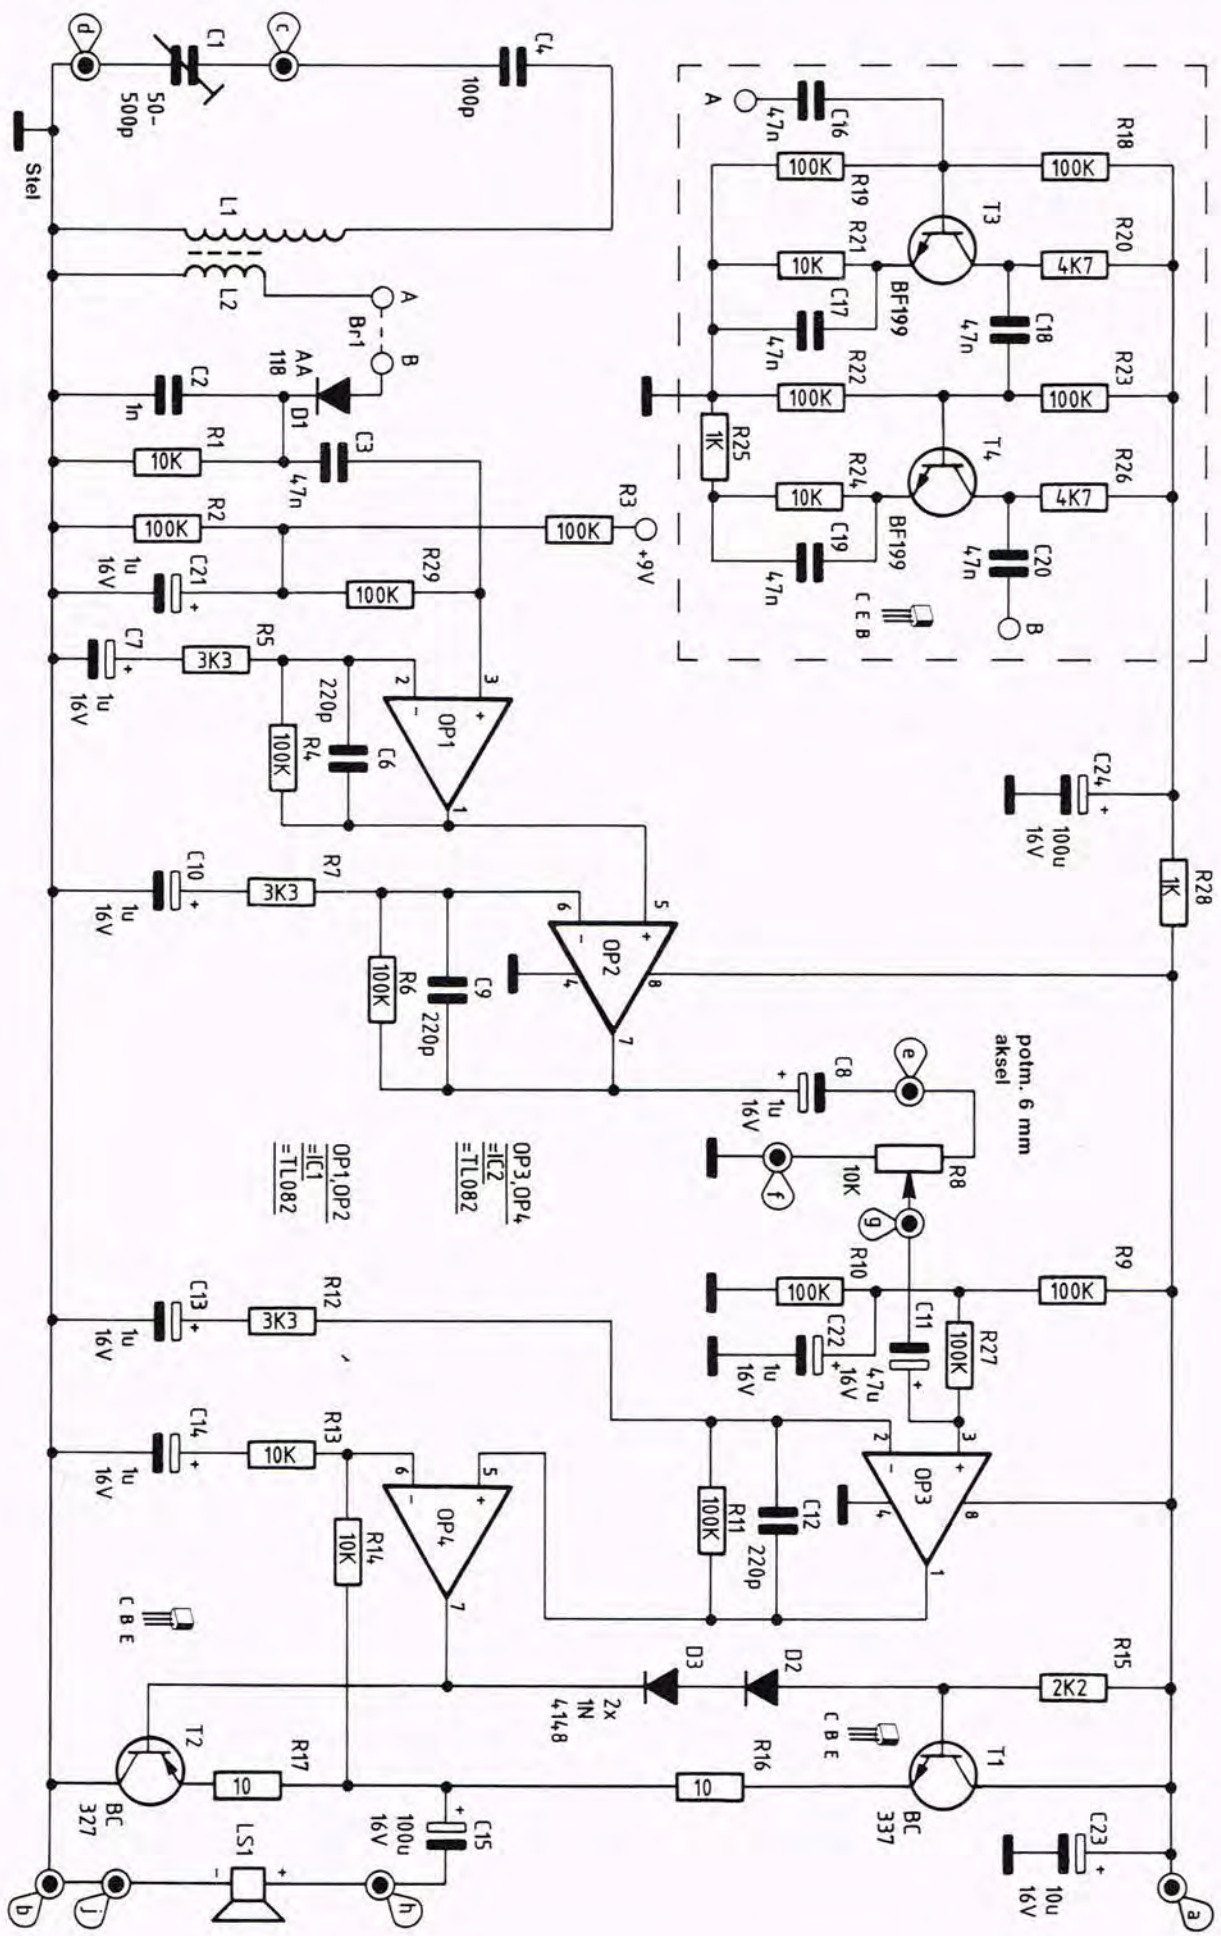 d
C1
50-
500p
c
C4
100p
Stel
L1
L2
A
Br1
B
AA
118
D1
C2
1n
R1
10K
C3
47n
R2
100K
R3
100K
+9V
C21
1u
16V
+
R29
100K
C7
+
1u
16V
R5
3K3
220p
C6
R4
100K
2
-
3
+
OP1
1
A
C16
47n
R18
100K
R19
100K
T3
R20
4K7
R21
10K
BF199
C17
47n
C18
47n
R22
100K
R23
100K
R25
1K
T4
R24
10K
R26
4K7
BF199
C19
47n
C20
47n
B
C E B
C24
+
100u
16V
R28
1K
C10
+
1u
16V
R7
3K3
C9
220p
R6
100K
6
-
5
+
OP2
4
8
7
potm. 6 mm
aksel
e
C8
+
1u
16V
R8
10K
f
g
OP3,OP4
=IC2
=TL082
OP1,OP2
=IC1
=TL082
R9
100K
R10
100K
C11
47u
16V
+
R27
100K
C22
+
1u
16V
C13
+
1u
16V
R12
3K3
C14
+
1u
16V
R13
10K
R14
10K
2
-
3
+
OP3
4
8
1
C12
220p
R11
100K
6
-
5
+
OP4
7
C B E
D3
D2
2x
1N
4148
R15
2K2
C B E
T1
BC
337
R16
10
R17
10
T2
BC
327
C15
+
100u
16V
C23
+
10u
16V
LS1
-
+
b
j
h
a